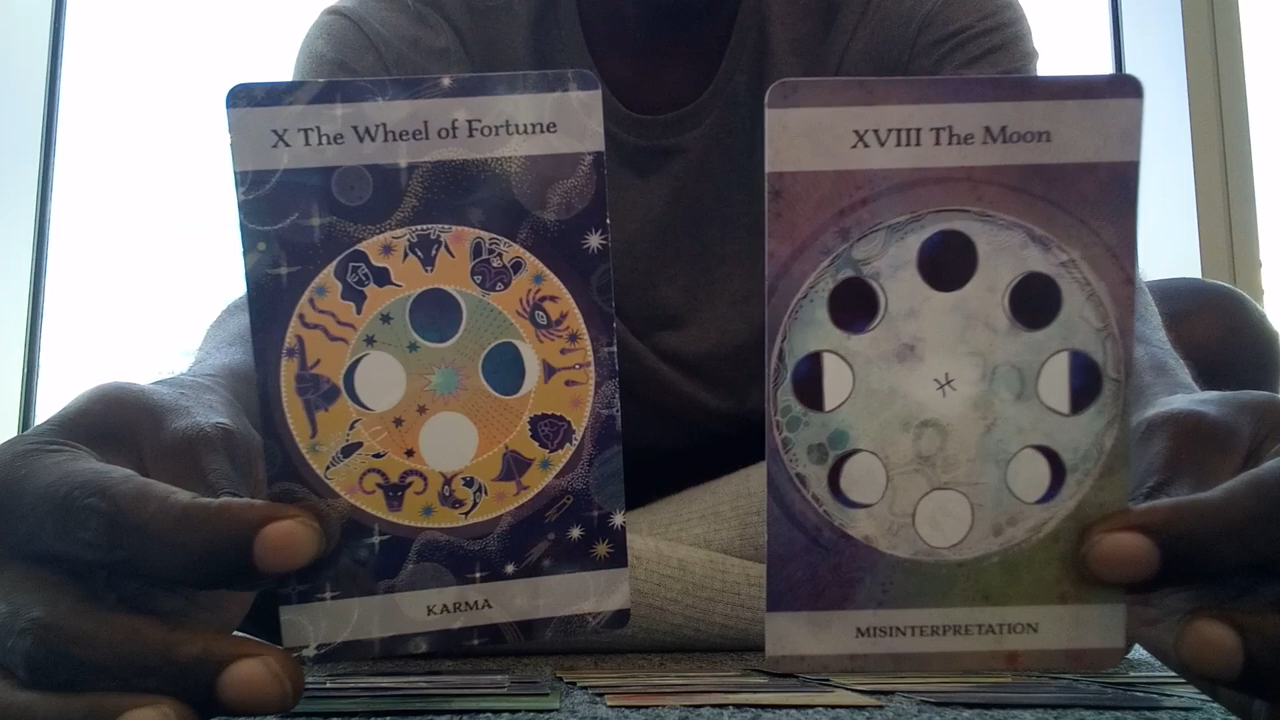 X The Wheel of Fortune
KARMA
XVIII The Moon
MISINTERPRETATION